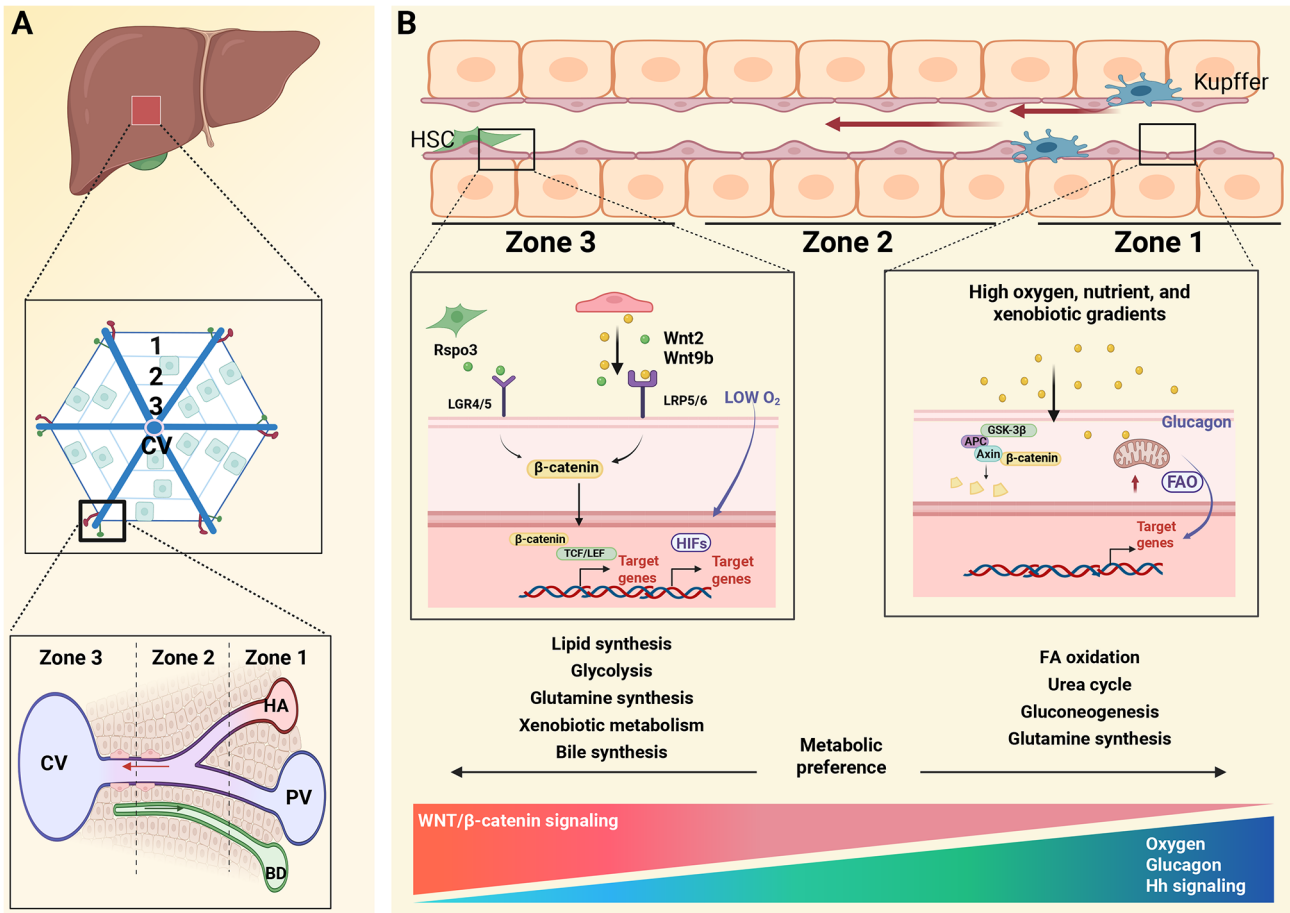 A
1
2
3
CV
Zone 3
Zone 2
Zone 1
HA
CV
PV
BD
B
Kupffer
HSC
Zone 3
Zone 2
Zone 1
Rspo3
Wnt2
Wnt9b
LGR4/5
LRP5/6
LOW O₂
β-catenin
β-catenin
TCF/LEF
HIFs
Target
genes
Target
genes
High oxygen, nutrient, and
xenobiotic gradients
Glucagon
GSK-3β
APC
Axin
β-catenin
FAO
Target
genes
Lipid synthesis
Glycolysis
Glutamine synthesis
Xenobiotic metabolism
Bile synthesis
FA oxidation
Urea cycle
Gluconeogenesis
Glutamine synthesis
Metabolic
preference
WNT/β-catenin signaling
Oxygen
Glucagon
Hh signaling